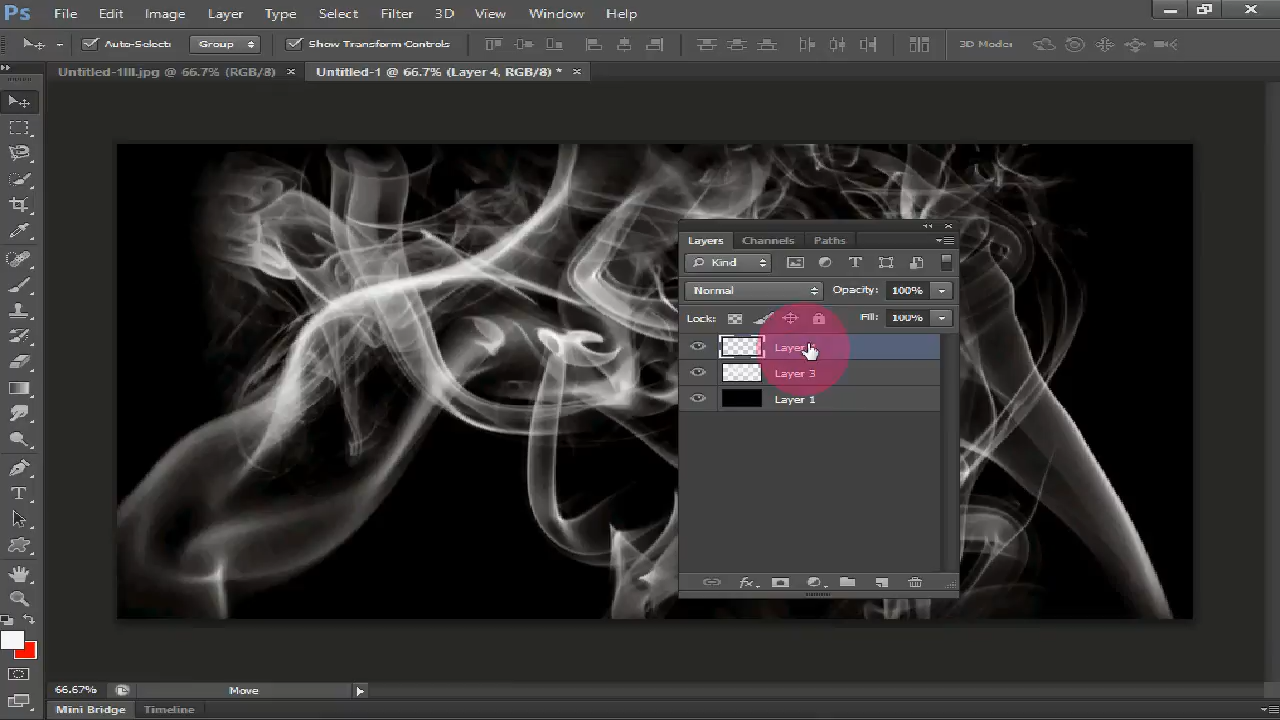 Ps File Edit Image Layer Type Select Filter 3D View Window Help
Auto-Select: Group Show Transform Controls 3D Mode:
Untitled-1lll.jpg @ 66.7% (RGB/8) × Untitled-1 @ 66.7% (Layer 4, RGB/8) * ×
Layers Channels Paths
Kind
Normal Opacity: 100%
Lock: Fill: 100%
Layer
Layer 3
Layer 1
fx
66.67% Move
Mini Bridge Timeline